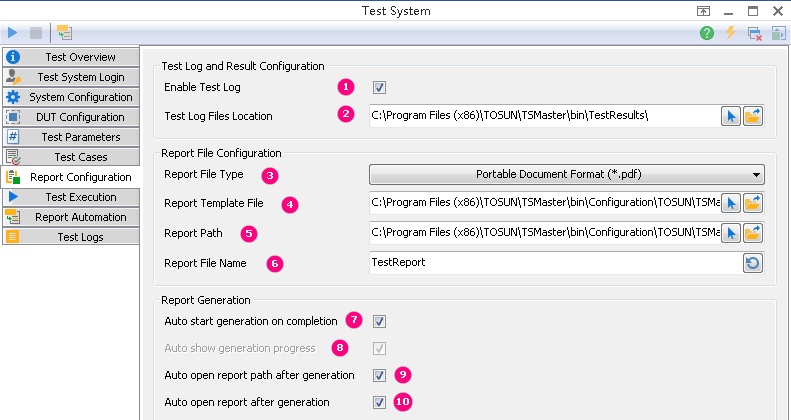 Test System
Test Overview
Test System Login
System Configuration
DUT Configuration
# Test Parameters
Test Cases
Report Configuration
Test Execution
Report Automation
Test Logs
Test Log and Result Configuration
Enable Test Log 1
Test Log Files Location 2 C:\Program Files (x86)\TOSUN\TSMaster\bin\TestResults\
Report File Configuration
Report File Type 3 Portable Document Format (*.pdf)
Report Template File 4 C:\Program Files (x86)\TOSUN\TSMaster\bin\Configuration\TOSUN\TSMa
Report Path 5 C:\Program Files (x86)\TOSUN\TSMaster\bin\Configuration\TOSUN\TSMa
Report File Name 6 TestReport
Report Generation
Auto start generation on completion 7
Auto show generation progress 8
Auto open report path after generation 9
Auto open report after generation 10